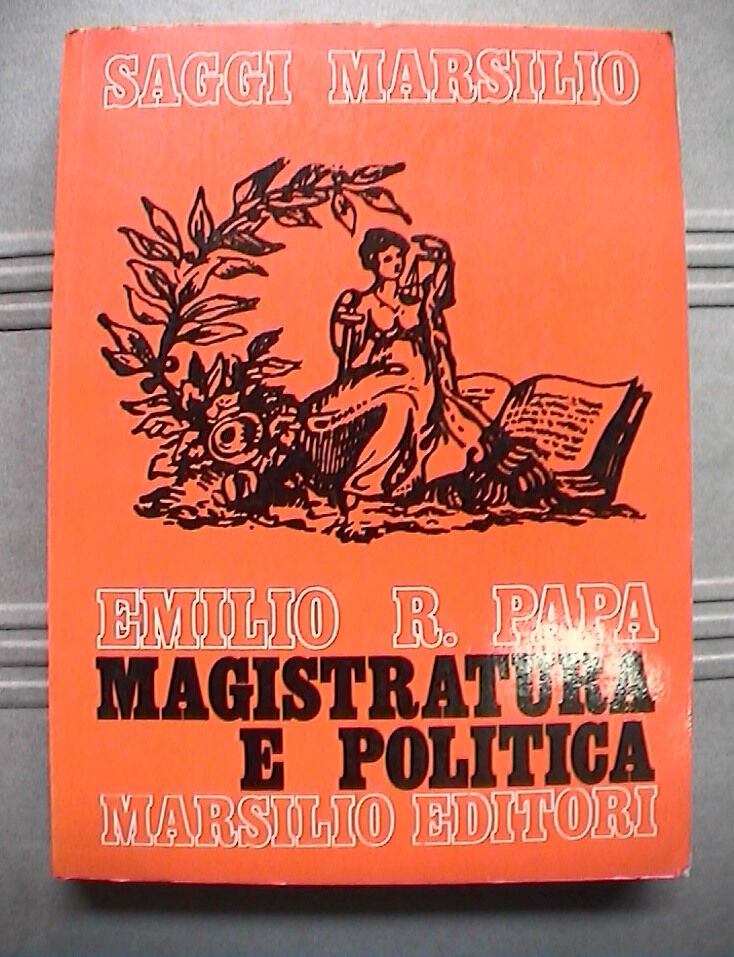 SAGGI MARSILIO
EMILIO R. PAPA
MAGISTRATURA
E POLITICA
MARSILIO EDITORI